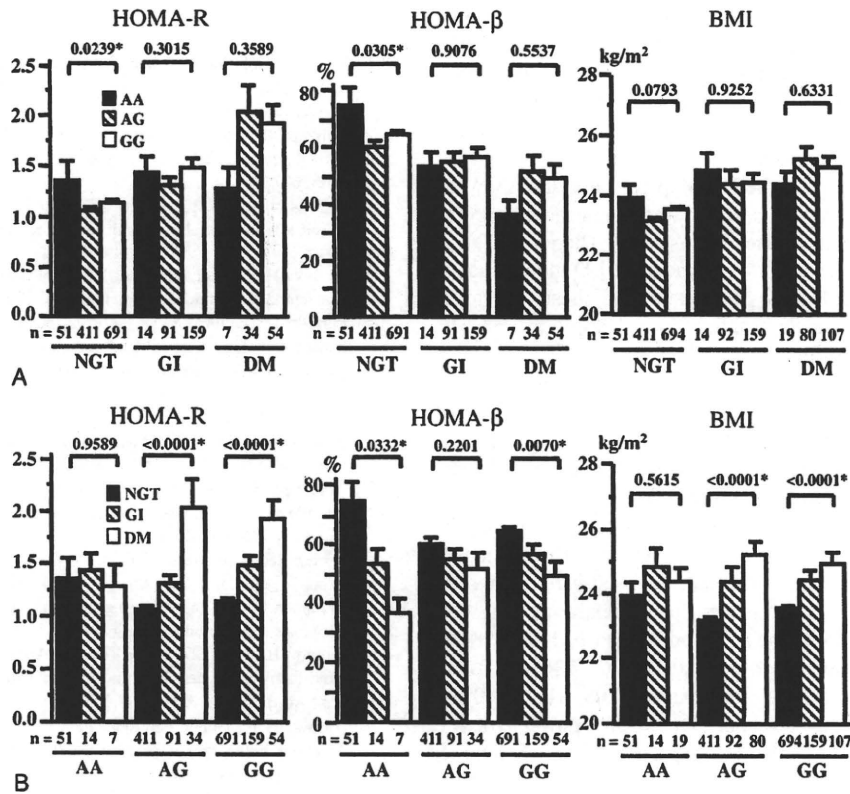 HOMA-R
0.0239* 0.3015 0.3589
2.5
2.0
1.5
1.0
0.5
0.0
AA
AG
GG
n = 51 411 691 14 91 159 7 34 54
NGT GI DM
HOMA-β
%
0.0305* 0.9076 0.5537
80
60
40
20
0
n = 51 411 691 14 91 159 7 34 54
NGT GI DM
BMI
kg/m²
0.0793 0.9252 0.6331
28
26
24
23
22
20
n = 51 411 694 14 92 159 19 80 107
NGT GI DM
A
HOMA-R
0.9589 <0.0001* <0.0001*
2.5
2.0
1.5
1.0
0.5
0.0
NGT
GI
DM
n = 51 14 7 411 91 34 691 159 54
AA AG GG
HOMA-β
%
0.0332* 0.2201 0.0070*
80
60
40
20
0
n = 51 14 7 411 91 34 691 159 54
AA AG GG
BMI
kg/m²
0.5615 <0.0001* <0.0001*
28
26
24
23
22
20
n = 51 14 19 411 92 80 694 159 107
AA AG GG
B